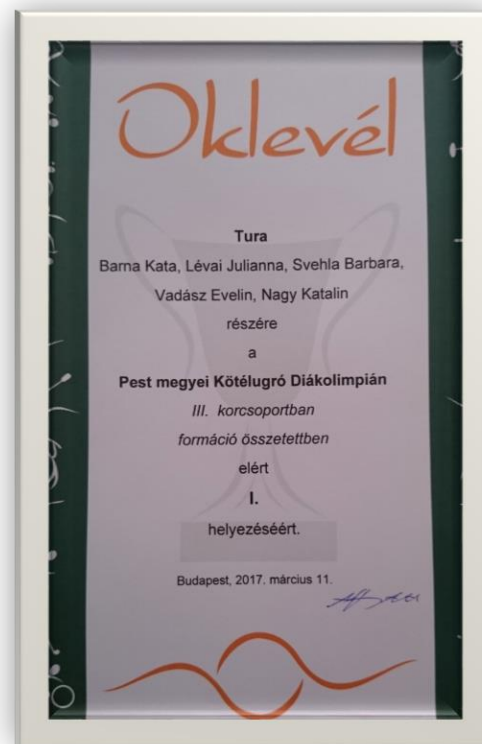 Oklevél
Tura
Barna Kata, Lévai Julianna, Svehla Barbara,
Vadász Evelin, Nagy Katalin
részére
a
Pest megyei Kötélugró Diákolimpián
III. korcsoportban
formáció összetettben
elért
I.
helyezéséért.
Budapest, 2017. március 11.